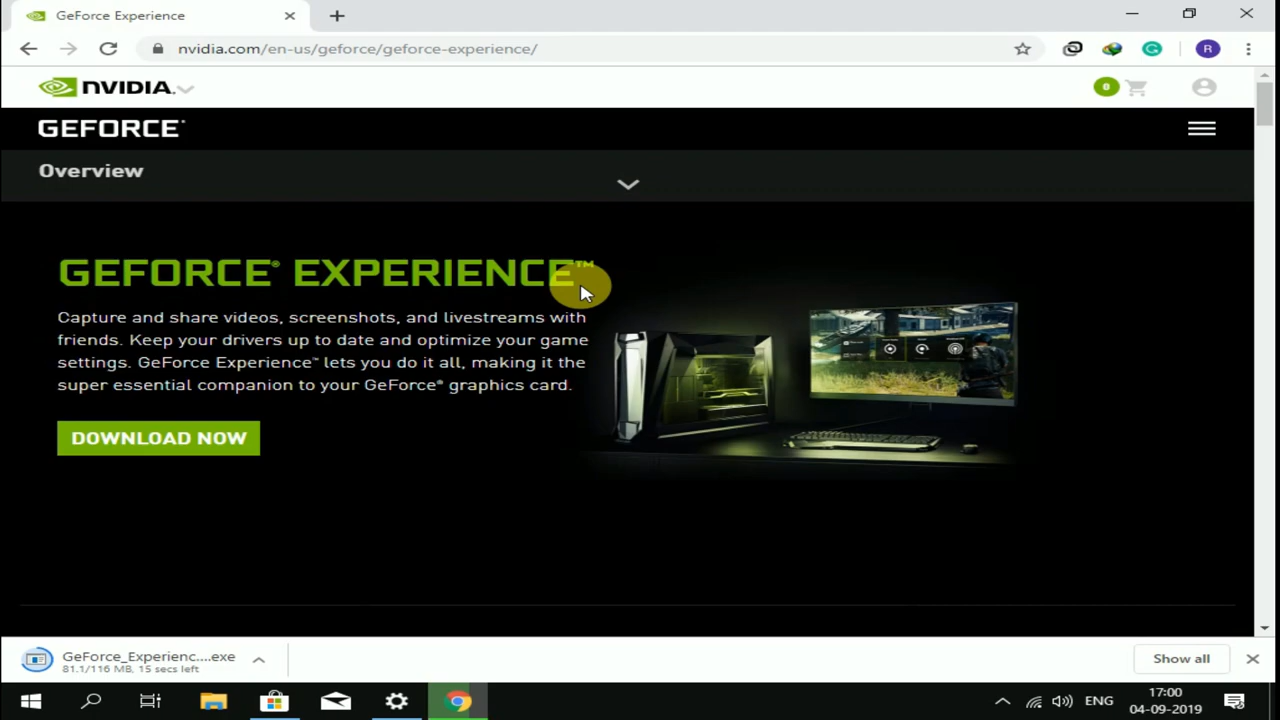 GeForce Experience
nvidia.com/en-us/geforce/geforce-experience/
R
NVIDIA.
0
GEFORCE®
Overview
GEFORCE® EXPERIENCE™
Capture and share videos, screenshots, and livestreams with
friends. Keep your drivers up to date and optimize your game
settings. GeForce Experience™ lets you do it all, making it the
super essential companion to your GeForce® graphics card.
DOWNLOAD NOW
GeForce_Experienc....exe
81.1/116 MB, 15 secs left
Show all
ENG
17:00
04-09-2019